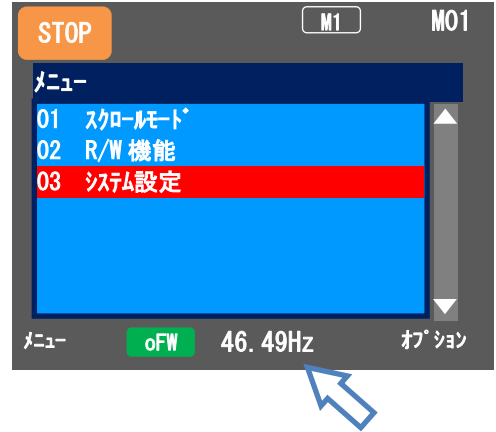 STOP M1 M01
ﾒﾆｭｰ
01 ｽｸﾛｰﾙﾓｰﾄﾞ
02 R/W 機能
03 ｼｽﾃﾑ設定
ﾒﾆｭｰ oFW 46.49Hz ｵﾌﾟｼｮﾝ